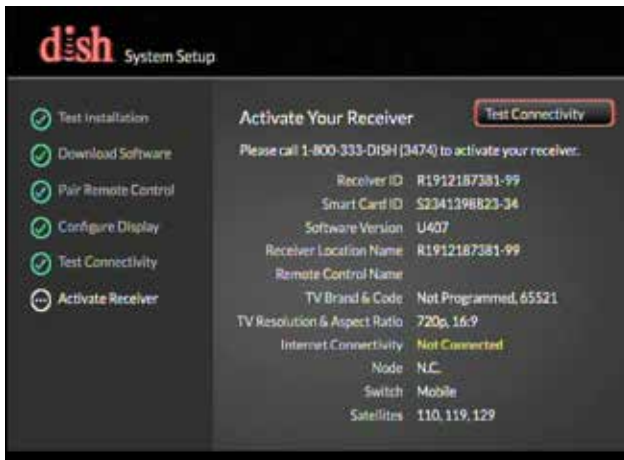 dish System Setup
Test Installation
Download Software
Pair Remote Control
Configure Display
Test Connectivity
Activate Receiver
Activate Your Receiver
Test Connectivity
Please call 1-800-333-DISH (3474) to activate your receiver.
Receiver ID R1912187381-99
Smart Card ID S2341398823-34
Software Version U407
Receiver Location Name R1912187381-99
Remote Control Name
TV Brand & Code Not Programmed, 65521
TV Resolution & Aspect Ratio 720p, 16:9
Internet Connectivity Not Connected
Node N.C.
Switch Mobile
Satellites 110, 119, 129